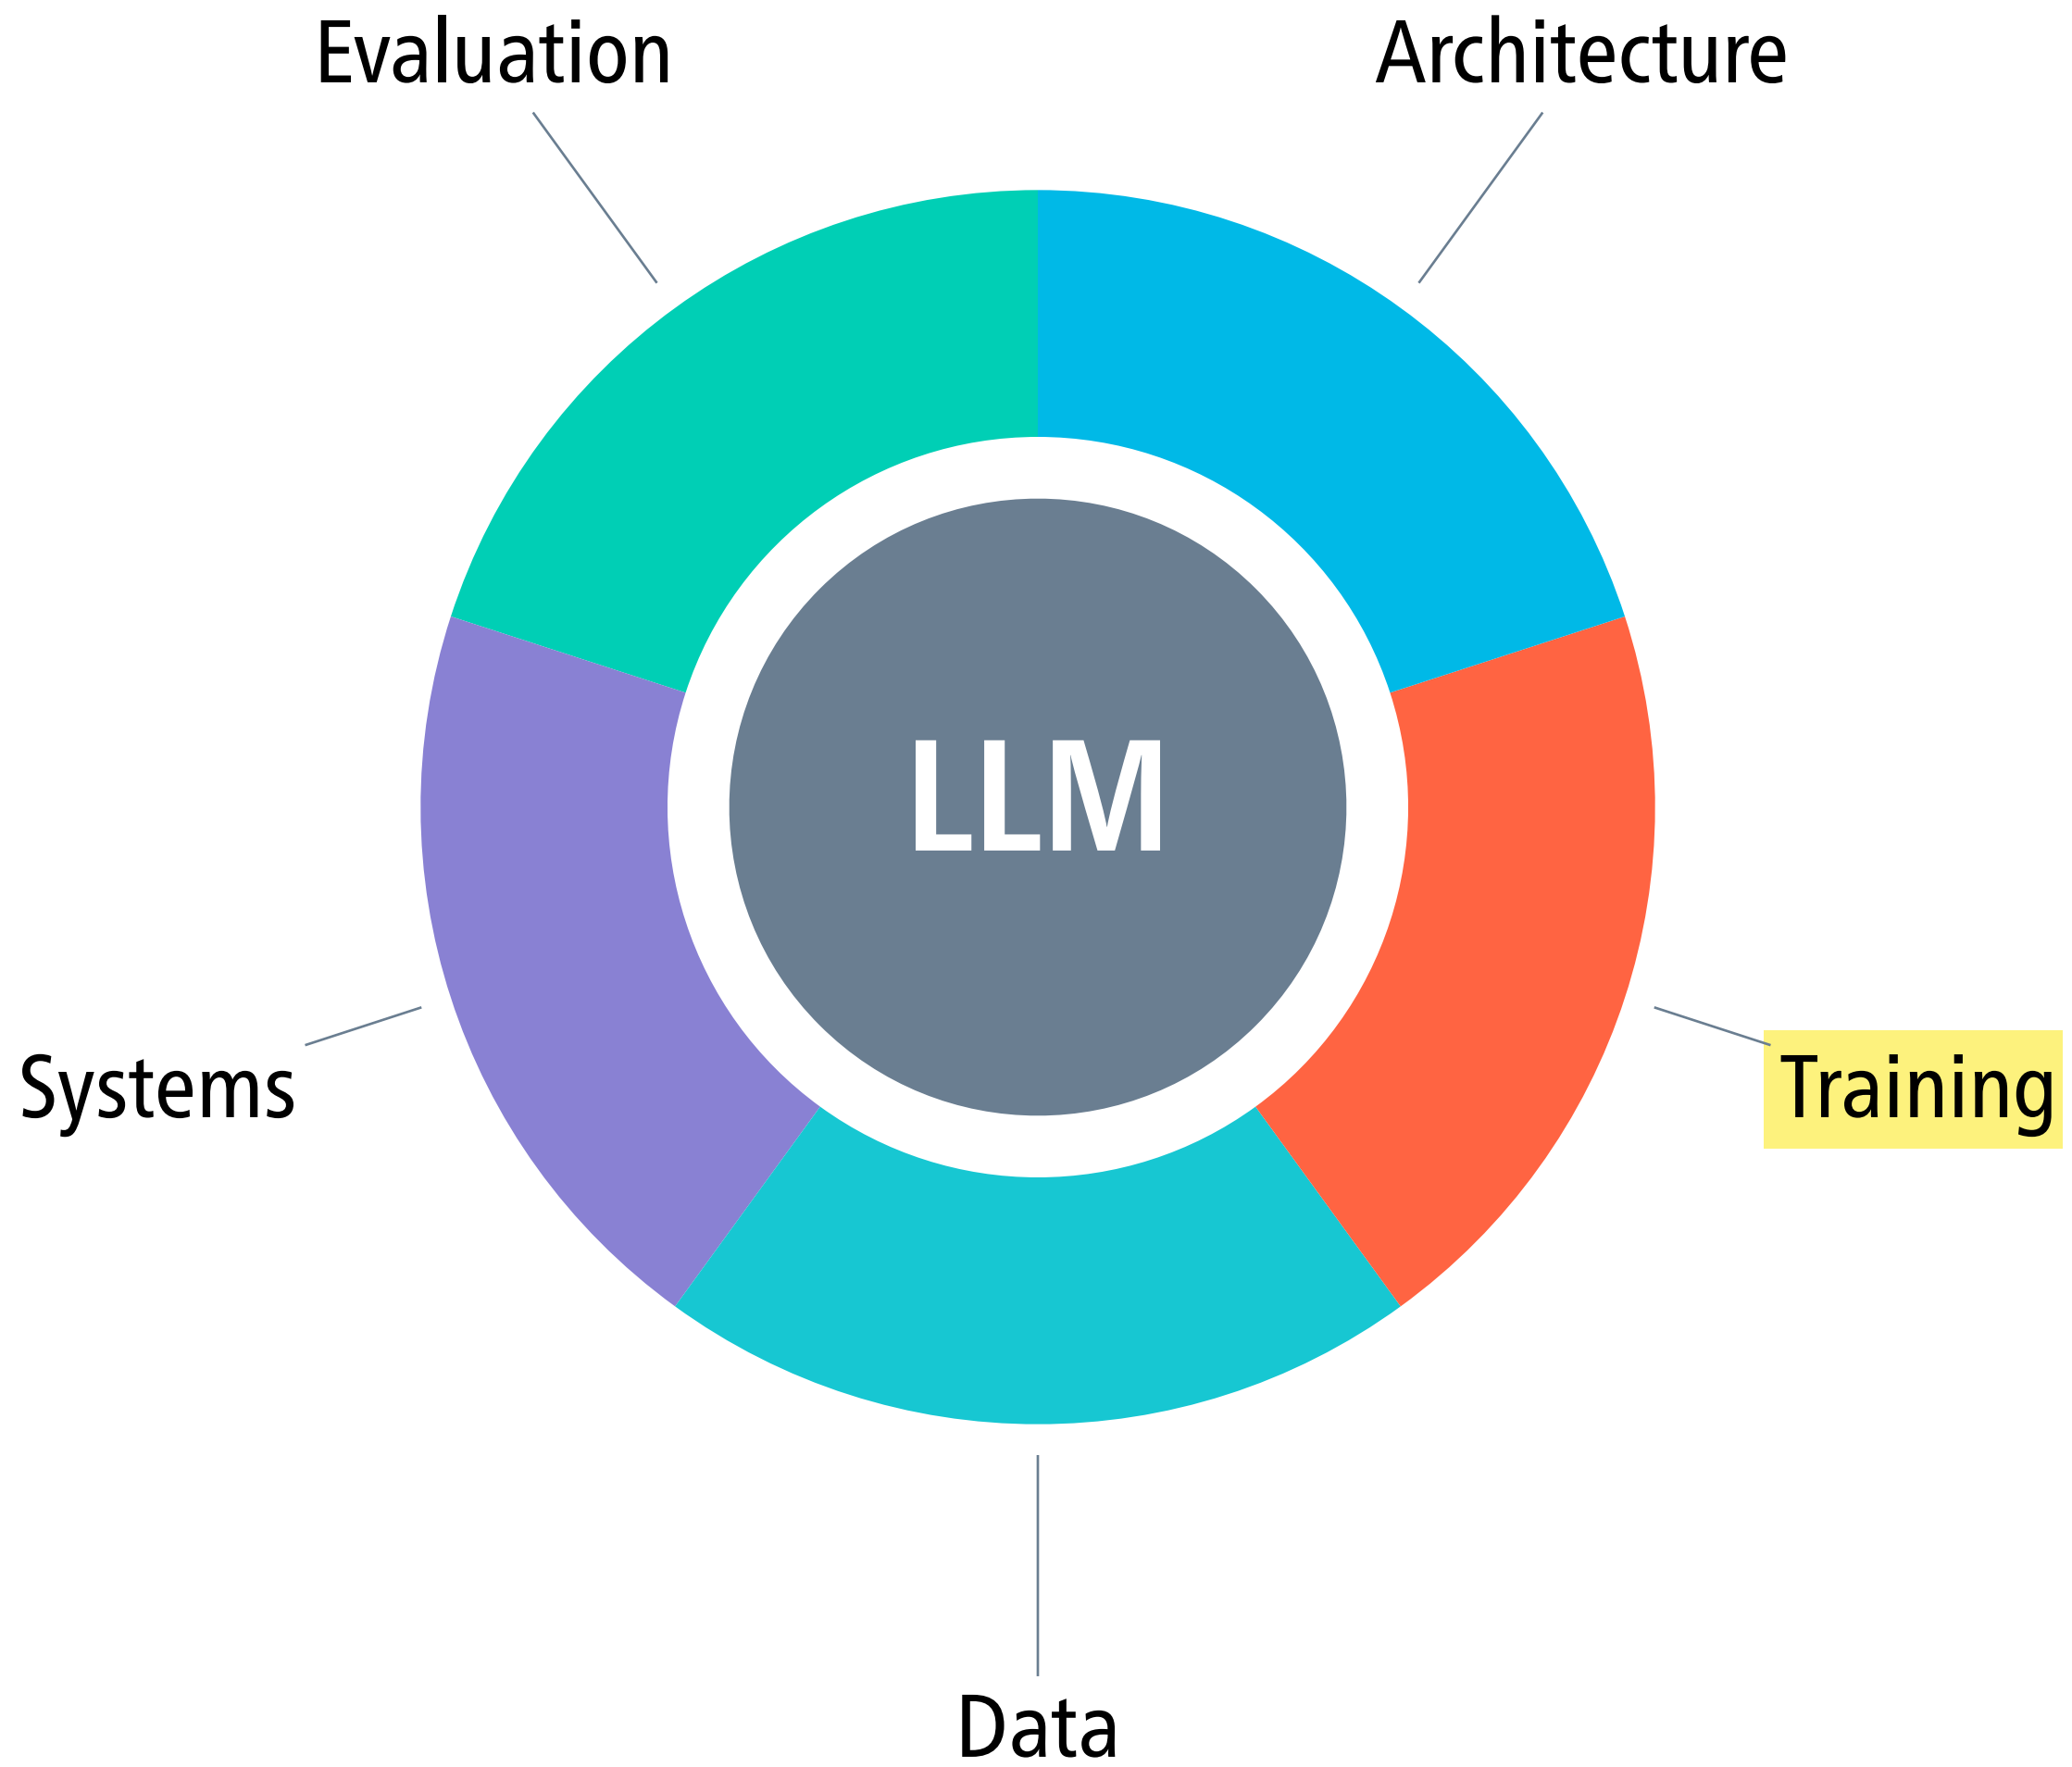 Evaluation
Architecture
LLM
Systems
Training
Data